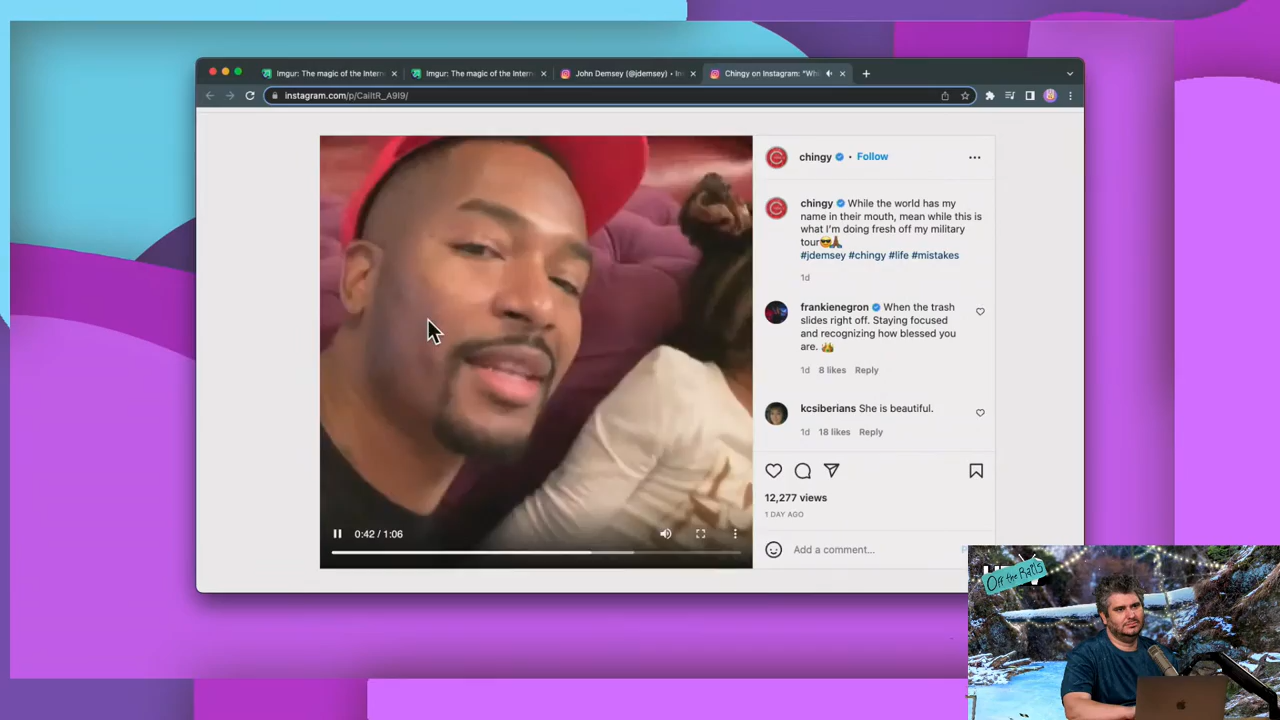 Imgur: The magic of the Intern
Imgur: The magic of the Intern
John Demsey (@jdemsey) • In
Chingy on Instagram: "Whi
instagram.com/p/CailtR_A9I9/
chingy • Follow
chingy While the world has my
name in their mouth, mean while this is
what I'm doing fresh off my military
tour😎🙏🏾
#jdemsey #chingy #life #mistakes
1d
frankienegron When the trash
slides right off. Staying focused
and recognizing how blessed you
are. 👑
1d 8 likes Reply
kcsiberians She is beautiful.
1d 18 likes Reply
12,277 views
1 DAY AGO
0:42 / 1:06
Add a comment...
Off the Rails